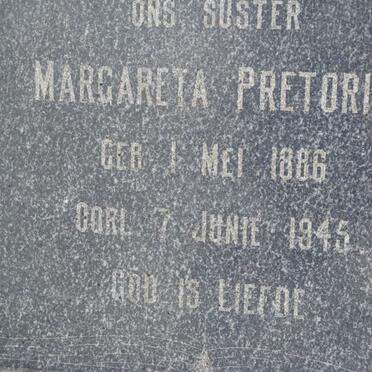 ONS SUSTER
MARGARETA PRETORI
GEB. 1 MEI 1886
OORL. 7 JUNIE 1945
GOD IS LIEFDE